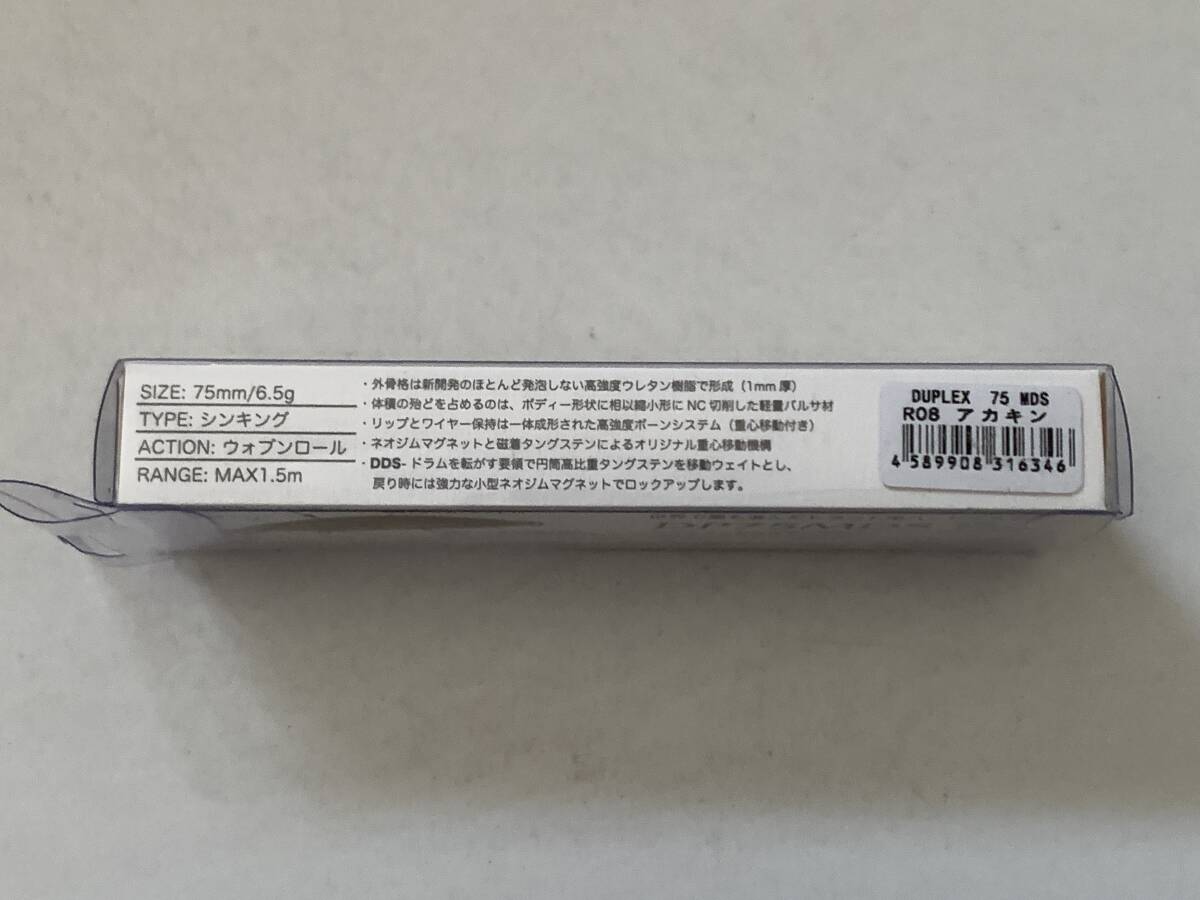 SIZE: 75mm/6.5g
TYPE: シンキング
ACTION: ウォブンロール
RANGE: MAX1.5m
・外骨格は新開発のほとんど発泡しない高強度ウレタン樹脂で形成（1mm 厚）
・体積の殆どを占めるのは、ボディー形状に相以縮小形に NC 切削した軽量バルサ材
・リップとワイヤー保持は一体成形された高強度ボーンシステム（重心移動付き）
・ネオジムマグネットと磁着タングステンによるオリジナル重心移動機構
・DDS- ドラムを転がす要領で円筒高比重タングステンを移動ウェイトとし、
戻り時には強力な小型ネオジムマグネットでロックアップします。
DUPLEX 75 MDS
R08 アカキン
4 589908 316346